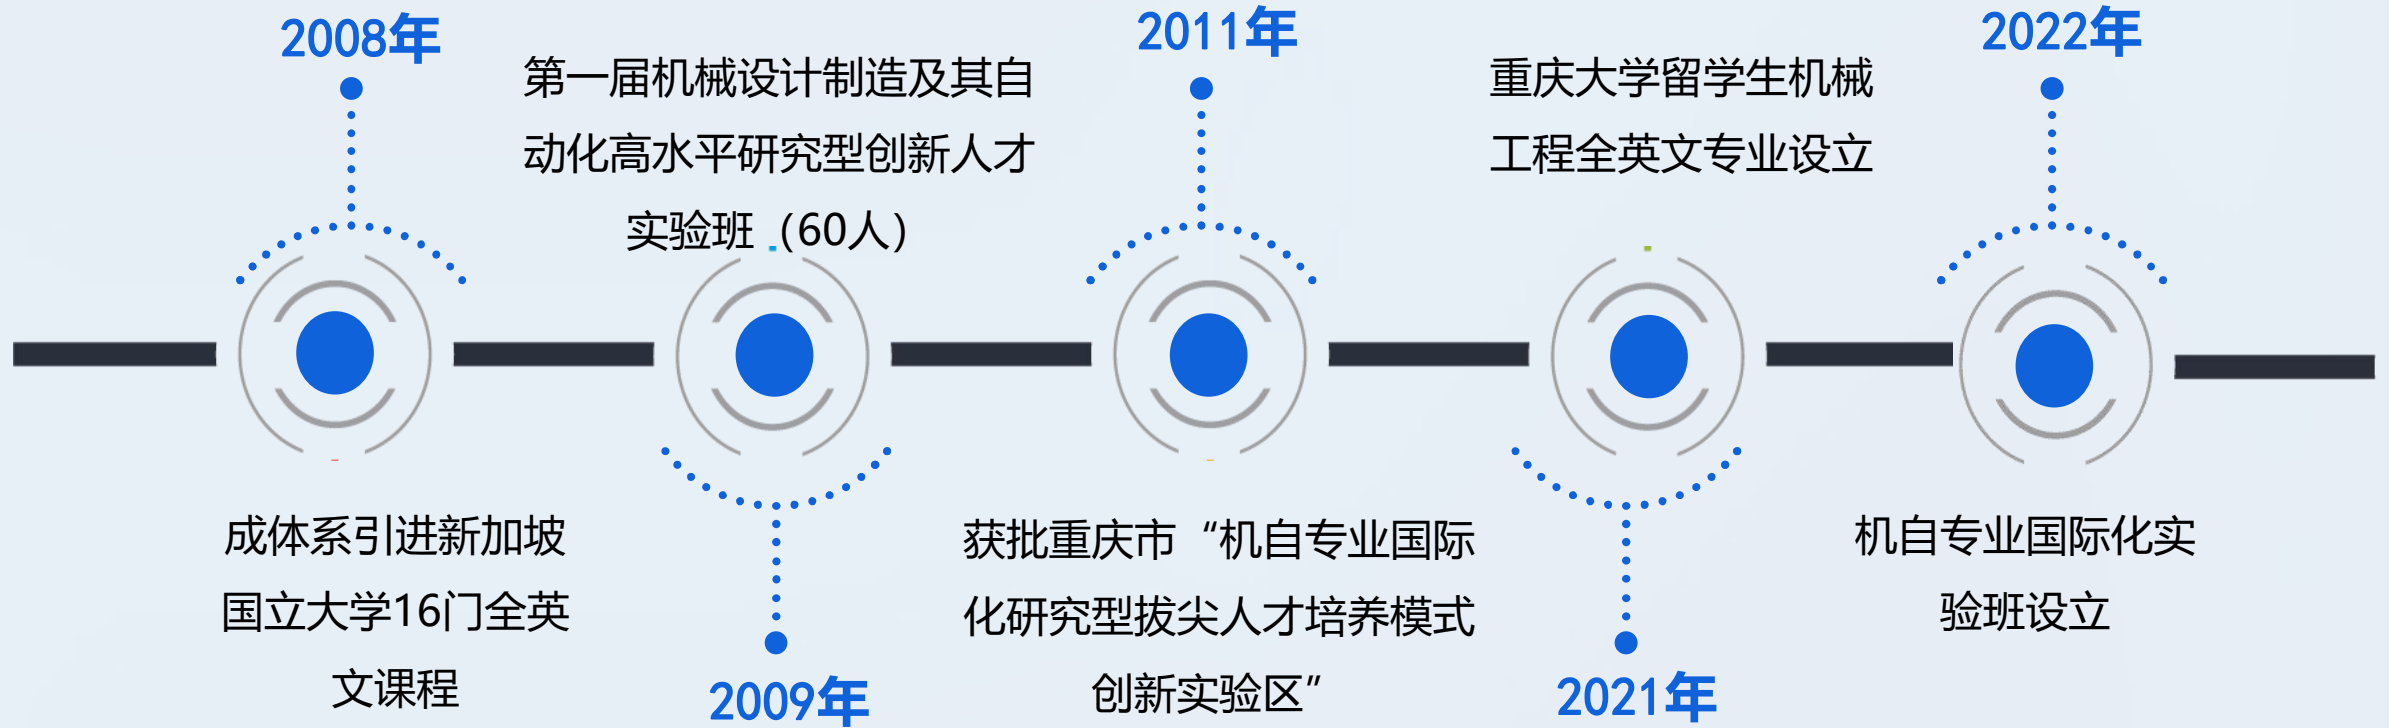 2008年
成体系引进新加坡
国立大学16门全英
文课程
第一届机械设计制造及其自
动化高水平研究型创新人才
实验班（60人）
2009年
2011年
获批重庆市“机自专业国际
化研究型拔尖人才培养模式
创新实验区”
重庆大学留学生机械
工程全英文专业设立
2021年
2022年
机自专业国际化实
验班设立